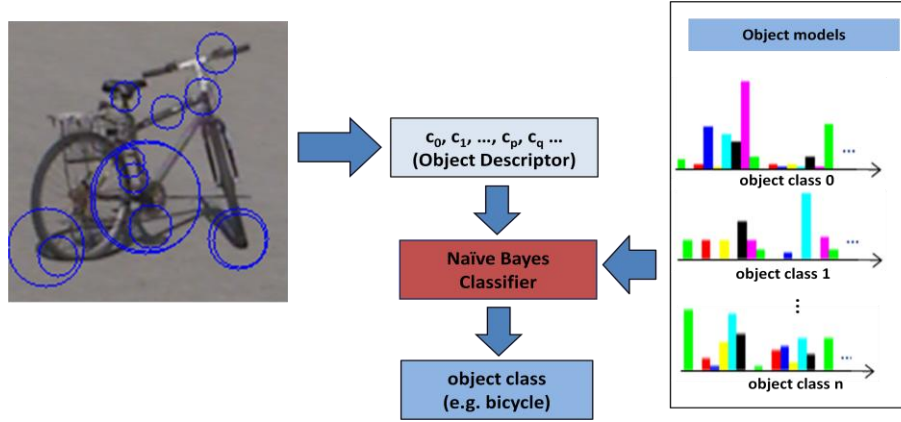 c₀, c₁, ..., cₚ, c_q ...
(Object Descriptor)
Naïve Bayes
Classifier
object class
(e.g. bicycle)
Object models
...
object class 0
...
object class 1
⋮
...
object class n